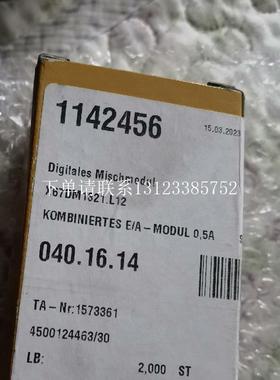 1142456
15.03.2023
Digitales Mischmodul
X67DM1321.L12
下单请联系13123385752
KOMBINIERTES E/A - MODUL 0,5A
S
040.16.14
TA - Nr:1573361
4500124463/30
LB: 2,000 ST